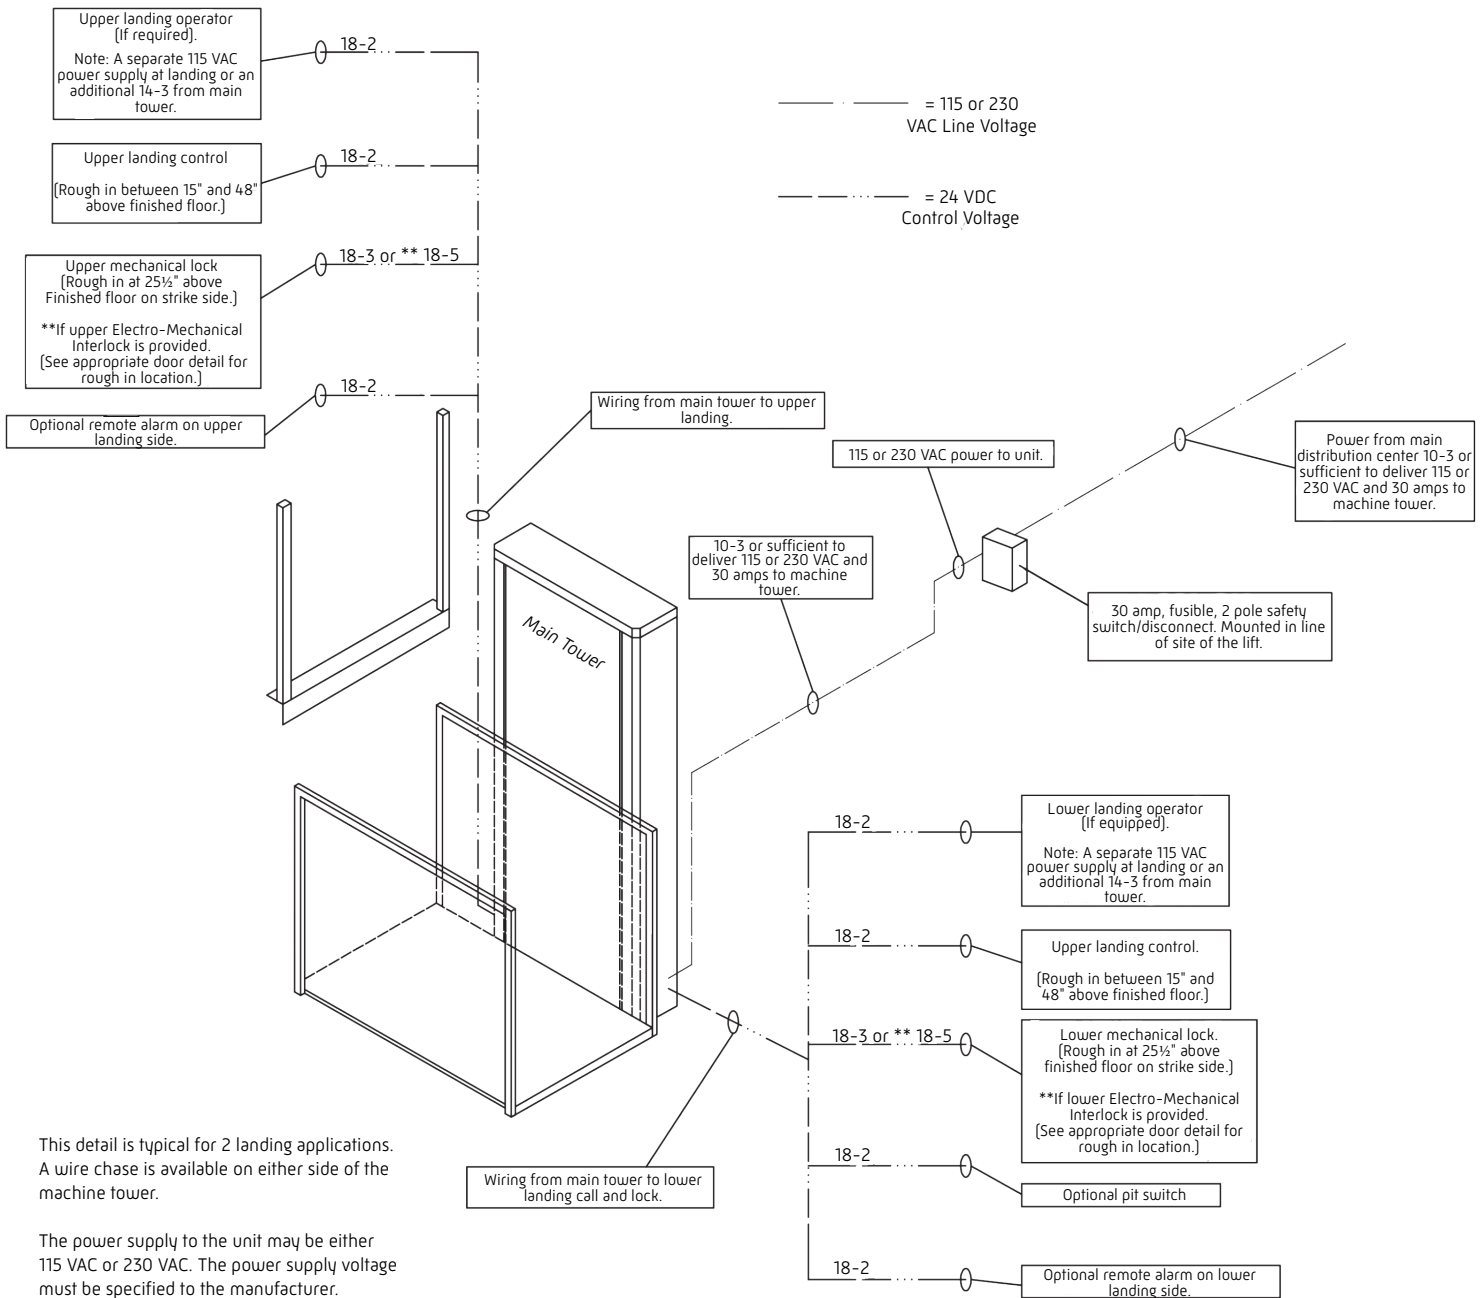 Upper landing operator
(If required).
Note: A separate 115 VAC
power supply at landing or an
additional 14-3 from main
tower.
18-2
Upper landing control
(Rough in between 15" and 48"
above finished floor.)
18-2
Upper mechanical lock
(Rough in at 25½" above
Finished floor on strike side.)
**If upper Electro-Mechanical
Interlock is provided.
(See appropriate door detail for
rough in location.)
18-3 or ** 18-5
Optional remote alarm on upper
landing side.
18-2
= 115 or 230
VAC Line Voltage
= 24 VDC
Control Voltage
Wiring from main tower to upper
landing.
115 or 230 VAC power to unit.
Power from main
distribution center 10-3 or
sufficient to deliver 115 or
230 VAC and 30 amps to
machine tower.
10-3 or sufficient to
deliver 115 or 230 VAC and
30 amps to machine
tower.
30 amp, fusible, 2 pole safety
switch/disconnect. Mounted in line
of site of the lift.
Main Tower
18-2
Lower landing operator
(If equipped).
Note: A separate 115 VAC
power supply at landing or an
additional 14-3 from main
tower.
18-2
Upper landing control.
(Rough in between 15" and
48" above finished floor.)
18-3 or ** 18-5
Lower mechanical lock.
(Rough in at 25½" above
finished floor on strike side.)
**If lower Electro-Mechanical
Interlock is provided.
(See appropriate door detail for
rough in location.)
18-2
Optional pit switch
18-2
Optional remote alarm on lower
landing side.
Wiring from main tower to lower
landing call and lock.
This detail is typical for 2 landing applications.
A wire chase is available on either side of the
machine tower.
The power supply to the unit may be either
115 VAC or 230 VAC. The power supply voltage
must be specified to the manufacturer.